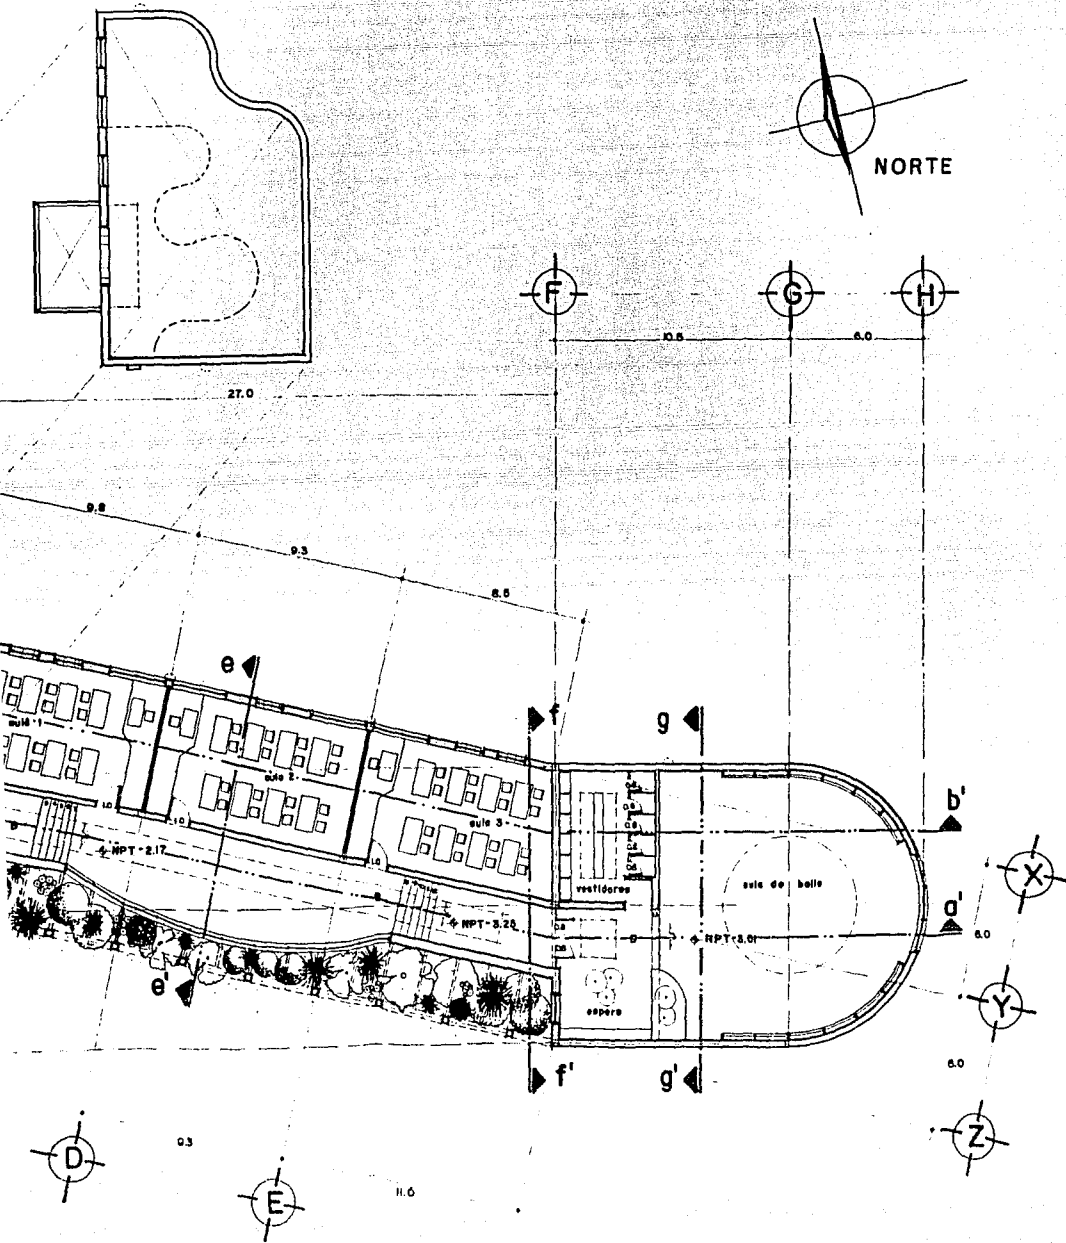 NORTE
F
G
H
10.5
6.0
27.0
9.8
9.3
8.5
e
f
g
aula 1
aula 2
aula 3
b'
X
NPT-2.17
vestidores
sala de baile
a'
NPT-3.25
6.0
e'
espera
Y
f'
g'
6.0
Z
D
9.3
E
11.6